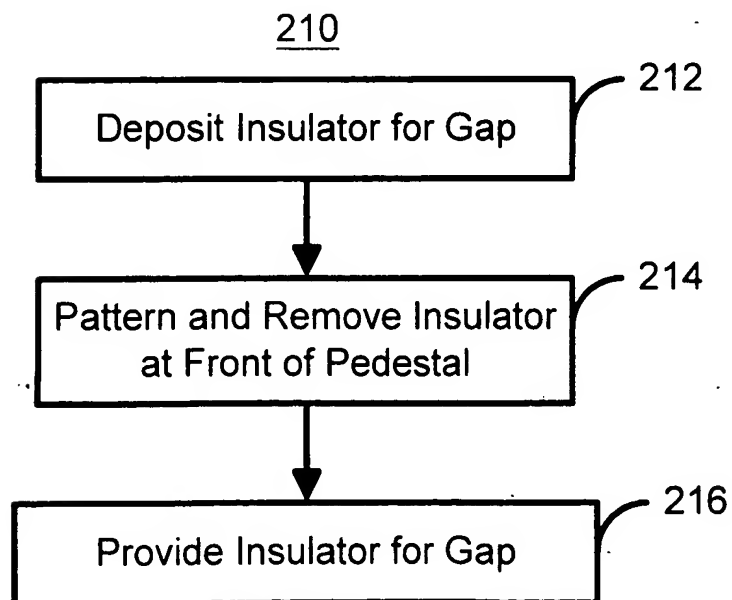 210
212
Deposit Insulator for Gap
214
Pattern and Remove Insulator
at Front of Pedestal
216
Provide Insulator for Gap